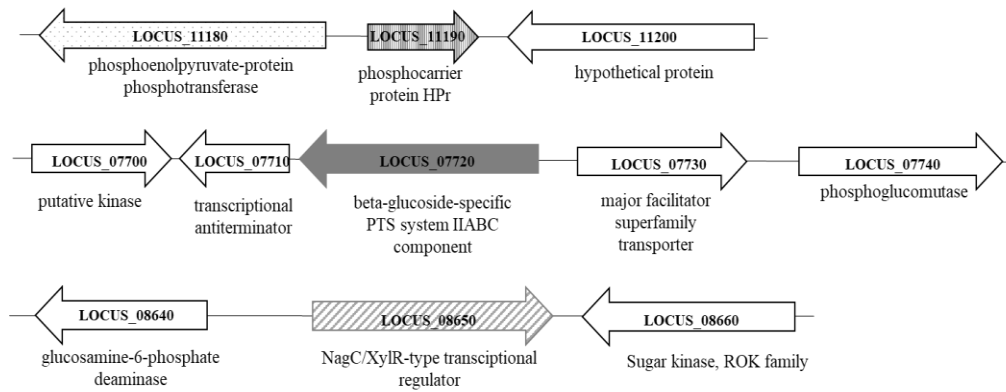 LOCUS_11180 LOCUS_11190 LOCUS_11200
phosphoenolpyruvate-protein
phosphotransferase
phosphocarrier
protein HPr
hypothetical protein
LOCUS_07700 LOCUS_07710 LOCUS_07720 LOCUS_07730 LOCUS_07740
putative kinase
transcriptional
antiterminator
beta-glucoside-specific
PTS system IIABC
component
major facilitator
superfamily
transporter
phosphoglucomutase
LOCUS_08640 LOCUS_08650 LOCUS_08660
glucosamine-6-phosphate
deaminase
NagC/XylR-type transciptional
regulator
Sugar kinase, ROK family